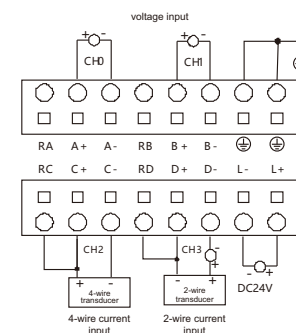 voltage input
+ - + -
CH0 CH1
RA A+ A- RB B+ B- L- L+
RC C+ C- RD D+ D- L- L+
CH2 CH3 - +
+ - - + - + DC24V
4-wire transducer 2-wire transducer
4-wire current input 2-wire current input